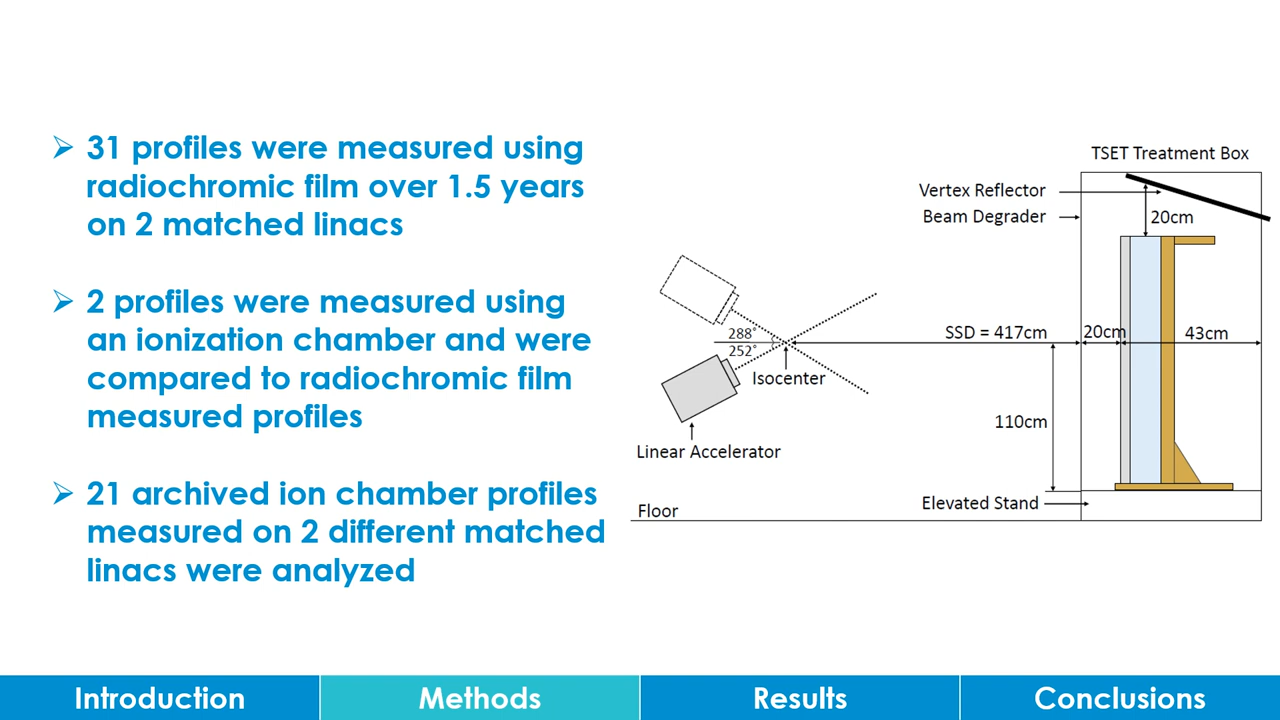 ➢ 31 profiles were measured using
radiochromic film over 1.5 years
on 2 matched linacs
➢ 2 profiles were measured using
an ionization chamber and were
compared to radiochromic film
measured profiles
➢ 21 archived ion chamber profiles
measured on 2 different matched
linacs were analyzed
TSET Treatment Box
Vertex Reflector
Beam Degrader
20cm
288°
252°
SSD = 417cm
20cm
43cm
Isocenter
110cm
Linear Accelerator
Elevated Stand
Floor
Introduction
Methods
Results
Conclusions